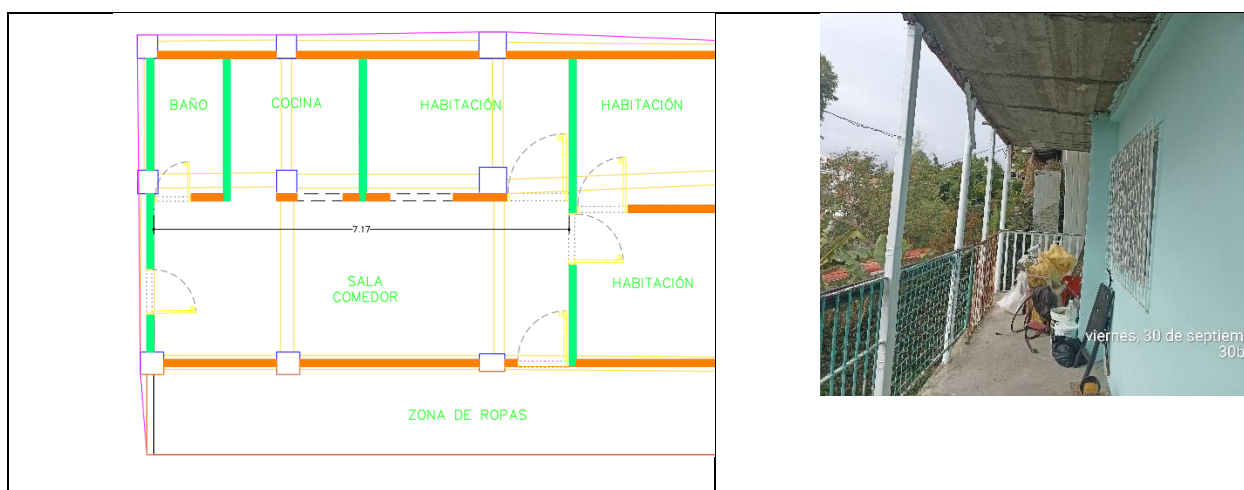 BAÑO
COCINA
HABITACIÓN
HABITACIÓN
7.17
SALA
COMEDOR
HABITACIÓN
ZONA DE ROPAS
viernes, 30 de septiem
30b